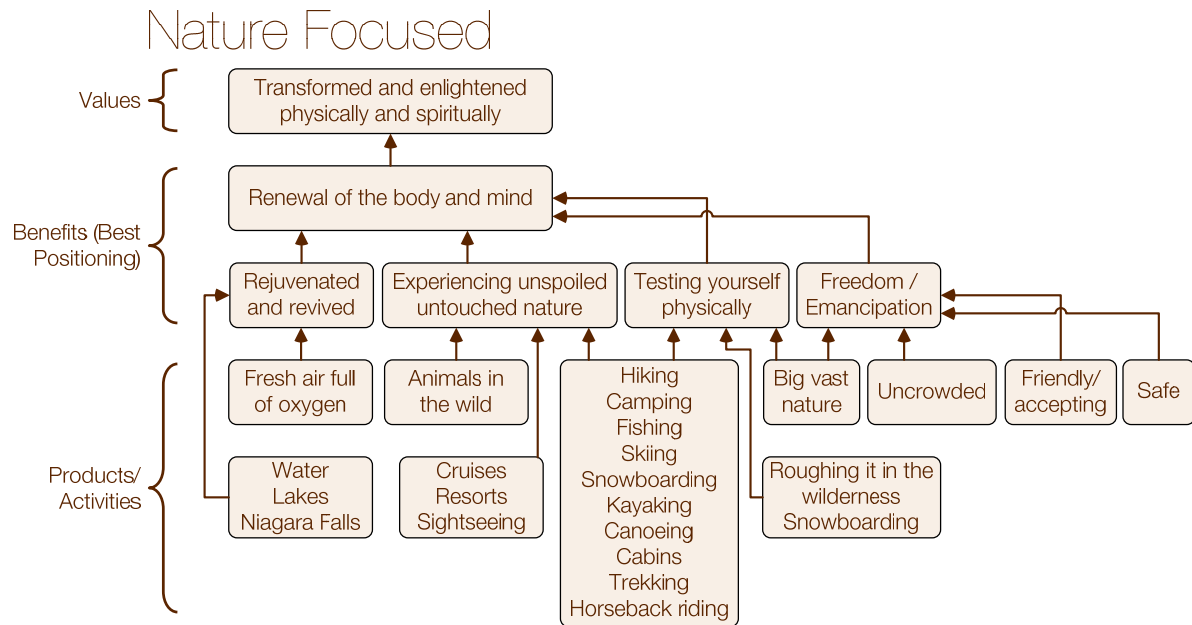 Nature Focused
Values
Transformed and enlightened
physically and spiritually
Benefits (Best
Positioning)
Renewal of the body and mind
Rejuvenated
and revived
Experiencing unspoiled
untouched nature
Testing yourself
physically
Freedom /
Emancipation
Products/
Activities
Fresh air full
of oxygen
Animals in
the wild
Hiking
Camping
Fishing
Skiing
Snowboarding
Kayaking
Canoeing
Cabins
Trekking
Horseback riding
Big vast
nature
Uncrowded
Friendly/
accepting
Safe
Water
Lakes
Niagara Falls
Cruises
Resorts
Sightseeing
Roughing it in the
wilderness
Snowboarding